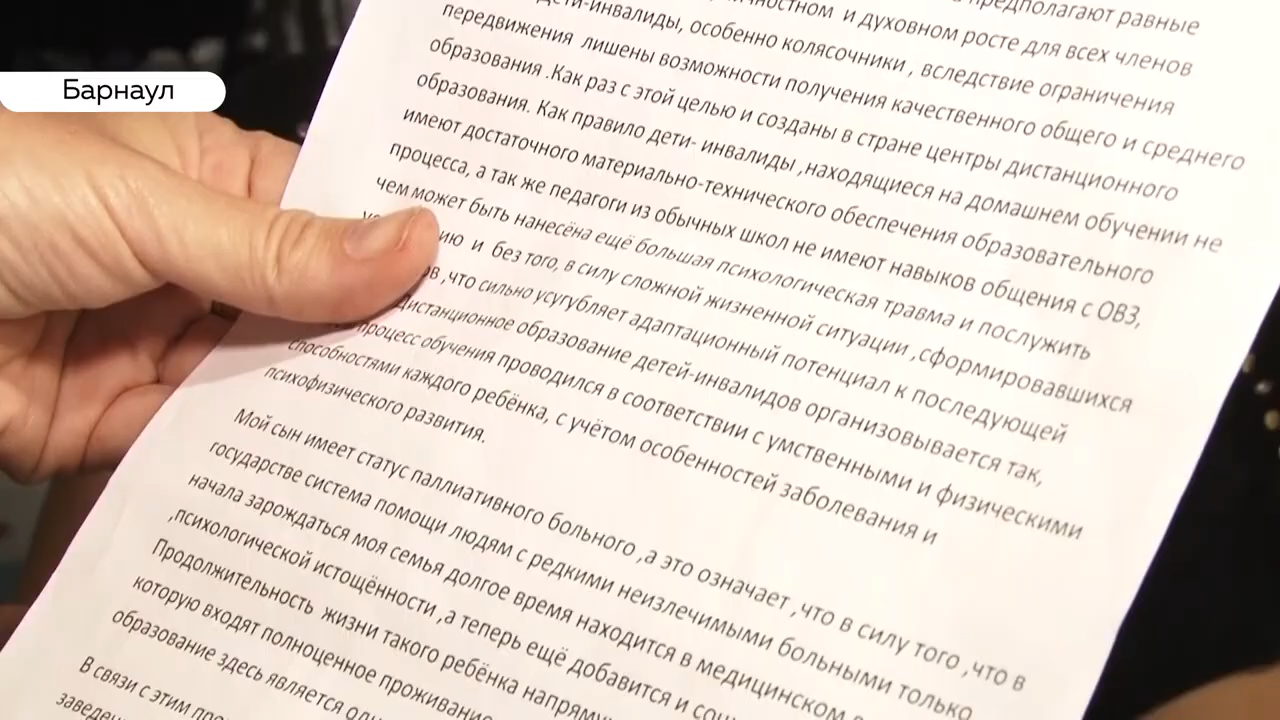 Барнаул
предполагают равные
и духовном росте для всех членов
дети-инвалиды, особенно колясочники , вследствие ограничения
передвижения лишены возможности получения качественного общего и среднего
образования .Как раз с этой целью и созданы в стране центры дистанционного
образования. Как правило дети- инвалиды ,находящиеся на домашнем обучении не
имеют достаточного материально-технического обеспечения образовательного
процесса, а так же педагоги из обычных школ не имеют навыков общения с ОВЗ,
чем может быть нанесена ещё большая психологическая травма и послужить
и без того, в силу сложной жизненной ситуации ,сформировавшихся
,что сильно усугубляет адаптационный потенциал к последующей
дистанционное образование детей-инвалидов организовывается так,
процесс обучения проводился в соответствии с умственными и физическими
способностями каждого ребёнка, с учётом особенностей заболевания и
психофизического развития.
Мой сын имеет статус паллиативного больного ,а это означает ,что в силу того ,что в
государстве система помощи людям с редкими неизлечимыми больными только
начала зарождаться моя семья долгое время находится в медицинском
,психологической истощённости ,а теперь ещё добавится и
Продолжительность жизни такого ребёнка
которую входят полноценное проживание
образование здесь является
В связи с этим